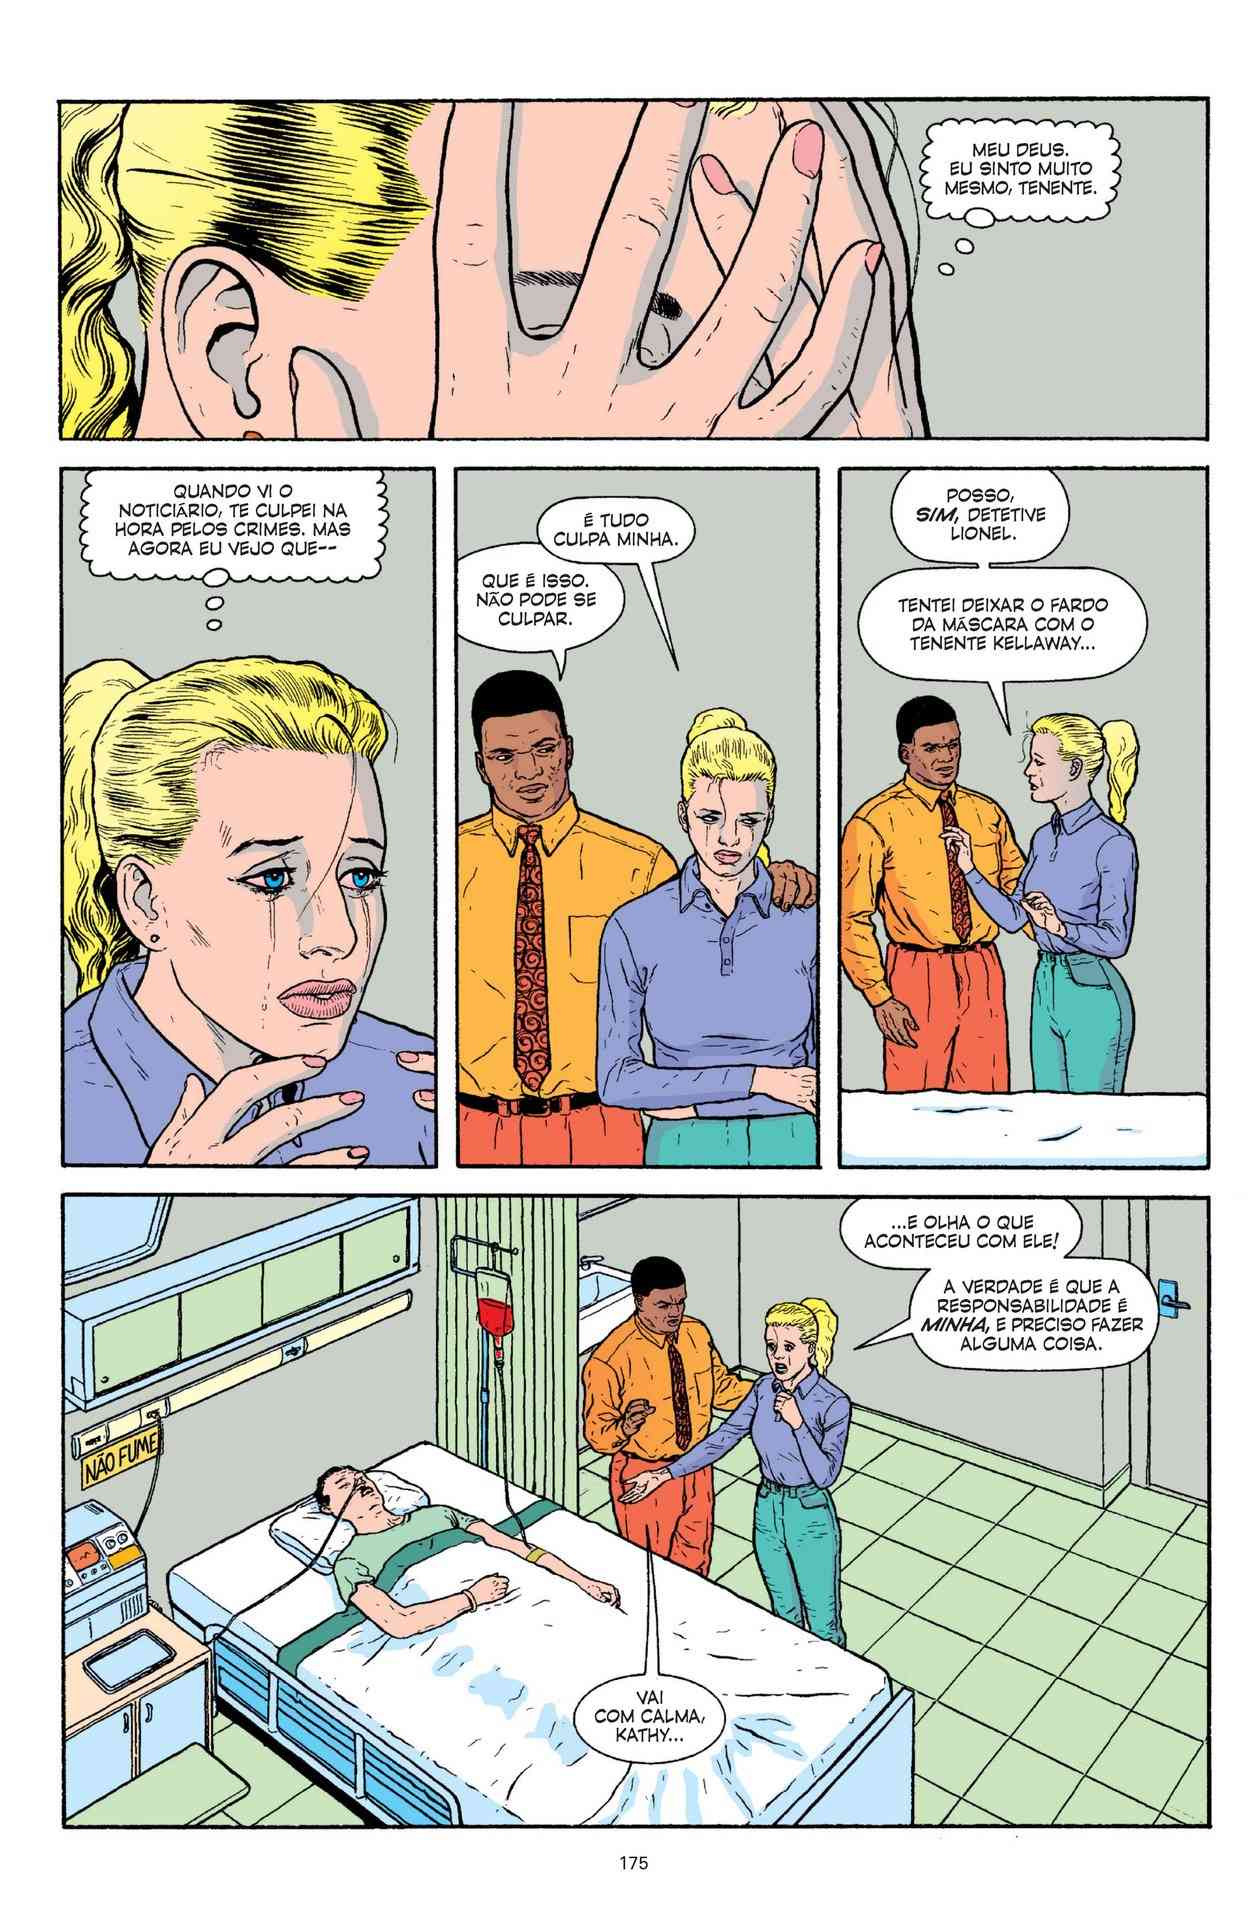 MEU DEUS.
EU SINTO MUITO
MESMO, TENENTE.
QUANDO VI O
NOTICIÁRIO, TE CULPEI NA
HORA PELOS CRIMES. MAS
AGORA EU VEJO QUE--
É TUDO
CULPA MINHA.
QUE É ISSO.
NÃO PODE SE
CULPAR.
POSSO,
SIM, DETETIVE
LIONEL.
TENTEI DEIXAR O FARDO
DA MÁSCARA COM O
TENENTE KELLAWAY...
...E OLHA O QUE
ACONTECEU COM ELE!
A VERDADE É QUE A
RESPONSABILIDADE É
MINHA, E PRECISO FAZER
ALGUMA COISA.
NÃO FUME
VAI
COM CALMA,
KATHY...
175